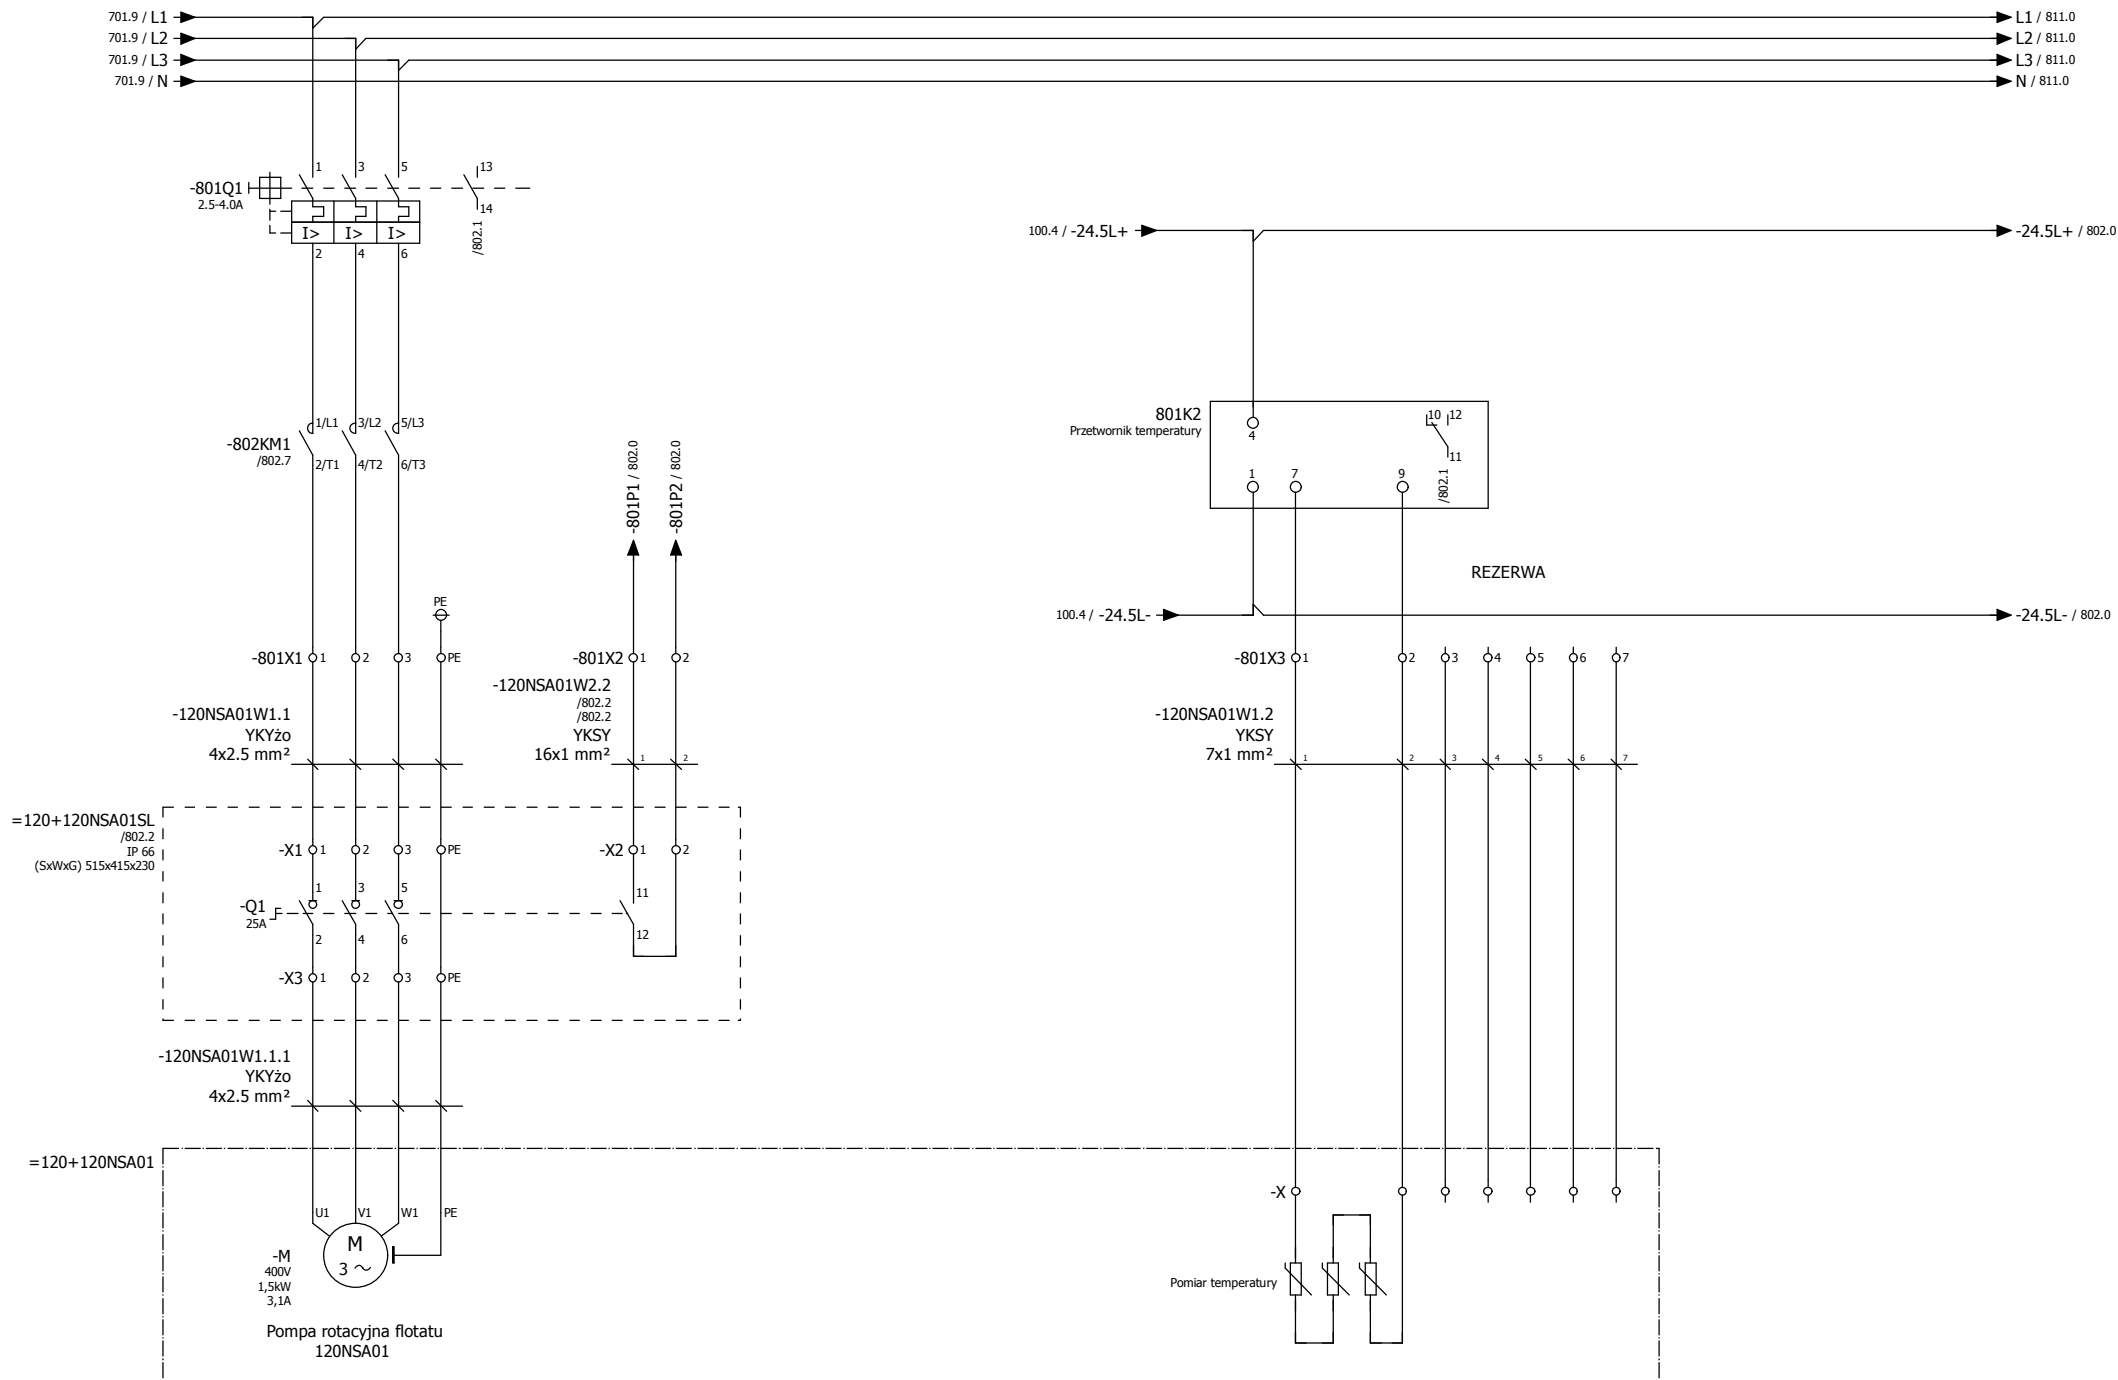 701.9 / L1
L1 / 811.0
701.9 / L2
L2 / 811.0
701.9 / L3
L3 / 811.0
701.9 / N
N / 811.0
1 3 5 13
-801Q1
2.5-4.0A
14
I> I> I>
2 4 6
/802.1
100.4 / -24.5L+
-24.5L+ / 802.0
-802KM1
/802.7
1/L1 3/L2 5/L3
2/T1 4/T2 6/T3
-801P1 / 802.0
-801P2 / 802.0
801K2
Przetwornik temperatury
4
10 12
11
1 7 9
/802.1
REZERWA
100.4 / -24.5L-
-24.5L- / 802.0
PE
-801X1 1 2 3 PE
-801X2 1 2
-801X3 1 2 3 4 5 6 7
-120NSA01W1.1
YKYżo
4x2.5 mm²
-120NSA01W2.2
/802.2
/802.2
YKSY
16x1 mm²
1 2
-120NSA01W1.2
YKSY
7x1 mm²
1 2 3 4 5 6 7
=120+120NSA01SL
/802.2
IP 66
(SxWxG) 515x415x230
-X1 1 2 3 PE
-X2 1 2
1 3 5 11
-Q1
25A
2 4 6 12
-X3 1 2 3 PE
-120NSA01W1.1.1
YKYżo
4x2.5 mm²
=120+120NSA01
-X
U1 V1 W1 PE
M
3 ~
-M
400V
1,5kW
3,1A
Pomiar temperatury
Pompa rotacyjna flotatu
120NSA01